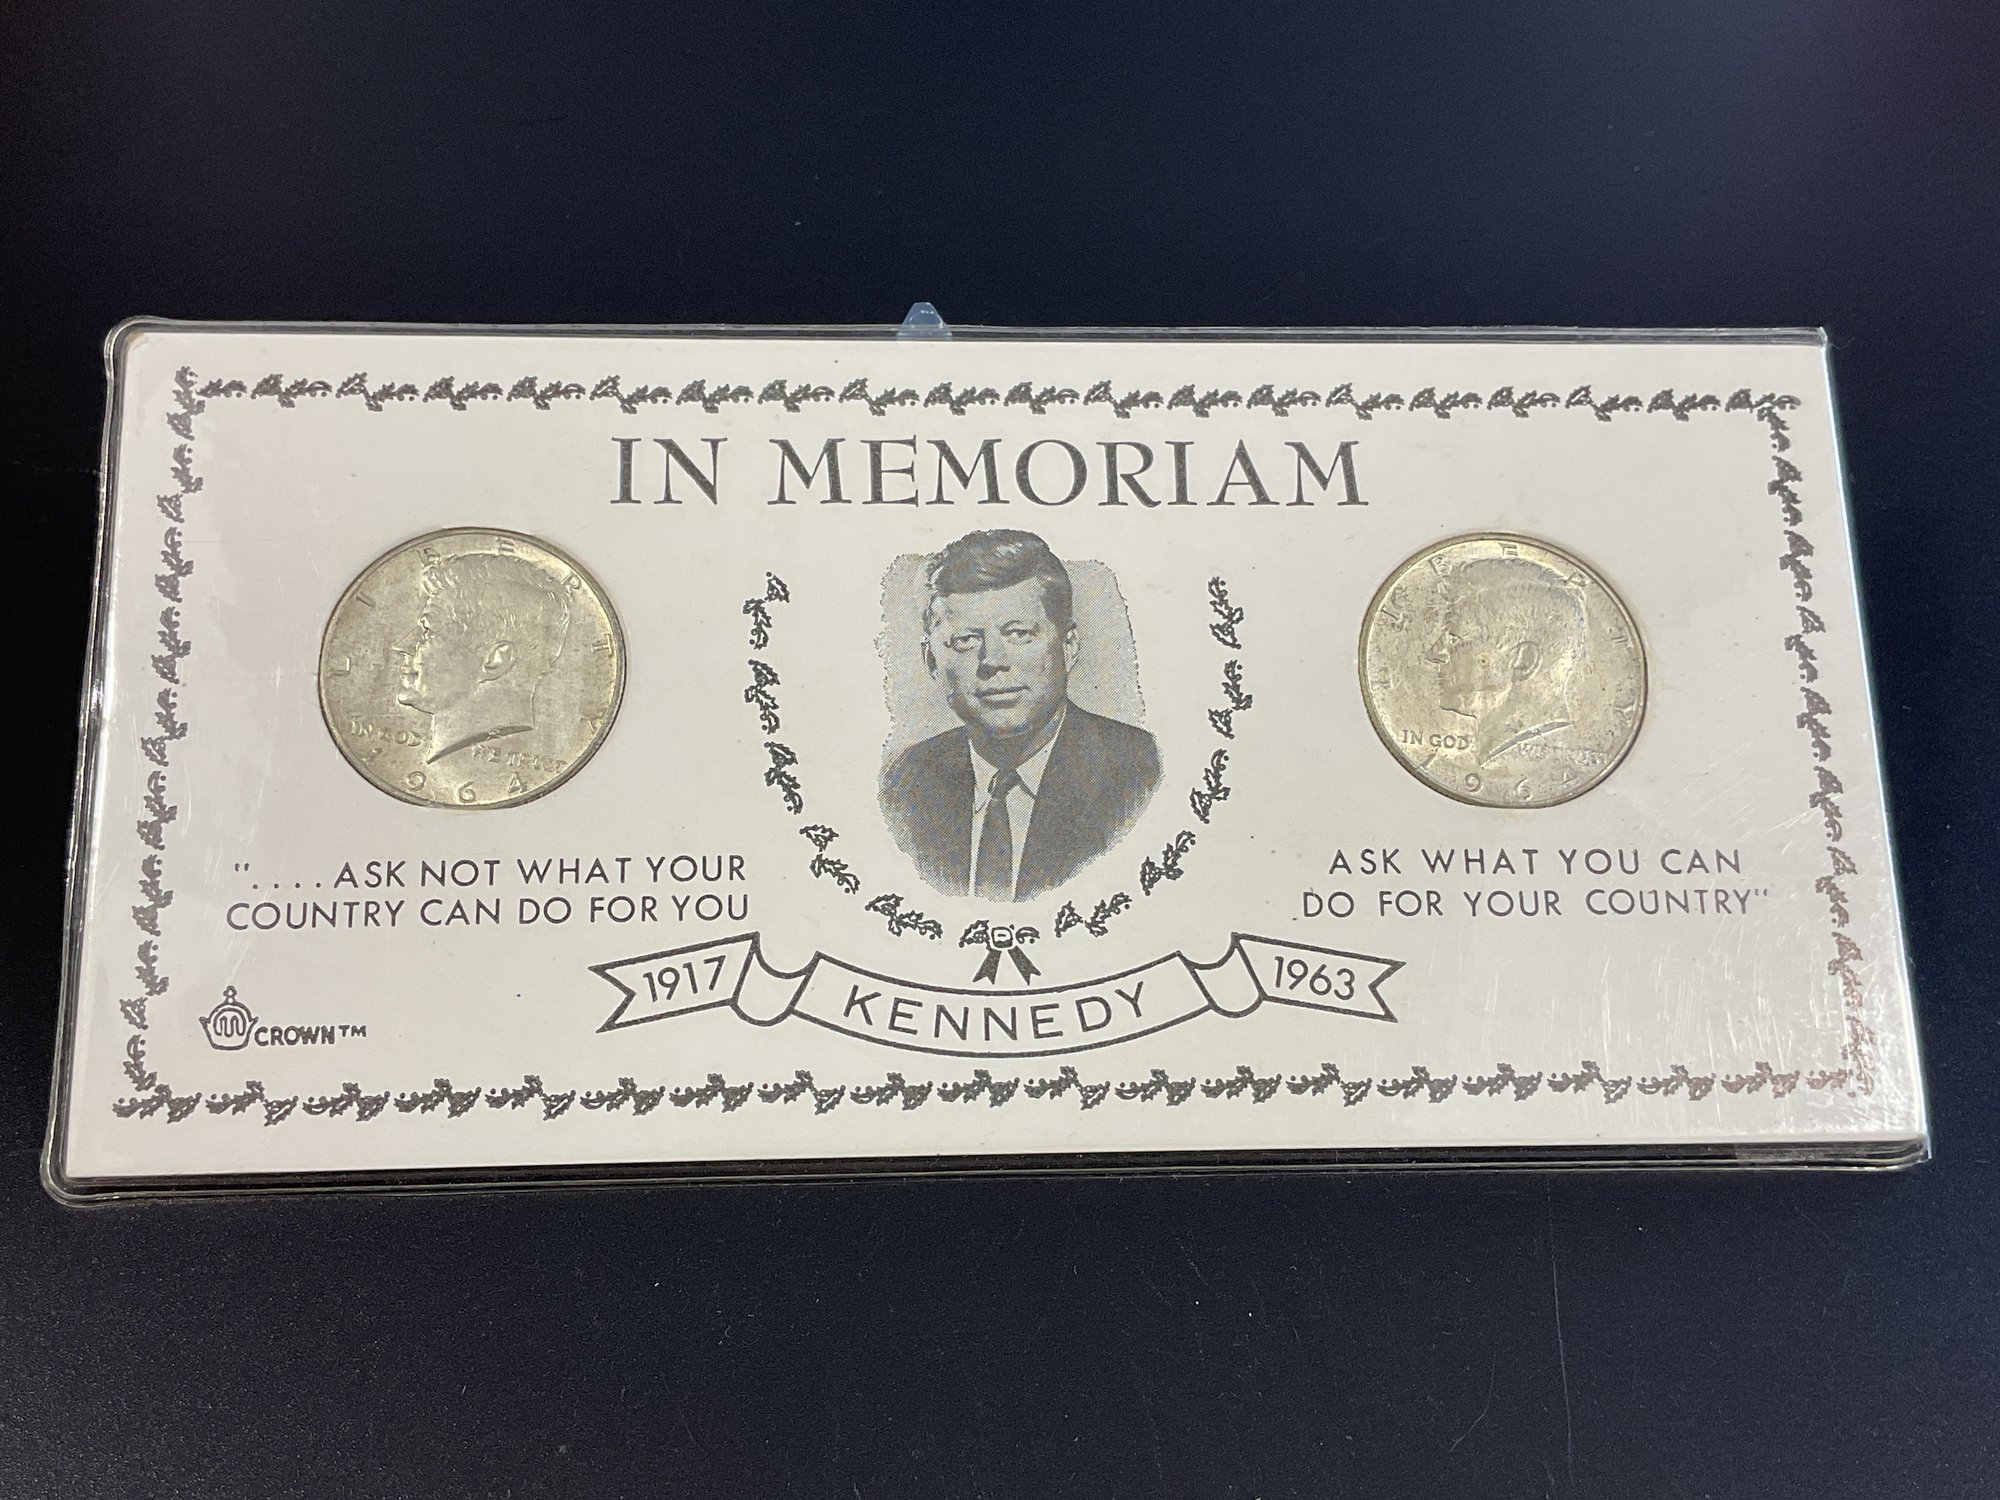 IN MEMORIAM
LIBERTY
IN GOD WE TRUST
1964
LIBERTY
IN GOD WE TRUST
1964
"....ASK NOT WHAT YOUR
COUNTRY CAN DO FOR YOU
ASK WHAT YOU CAN
DO FOR YOUR COUNTRY"
1917
KENNEDY
1963
m CROWN™